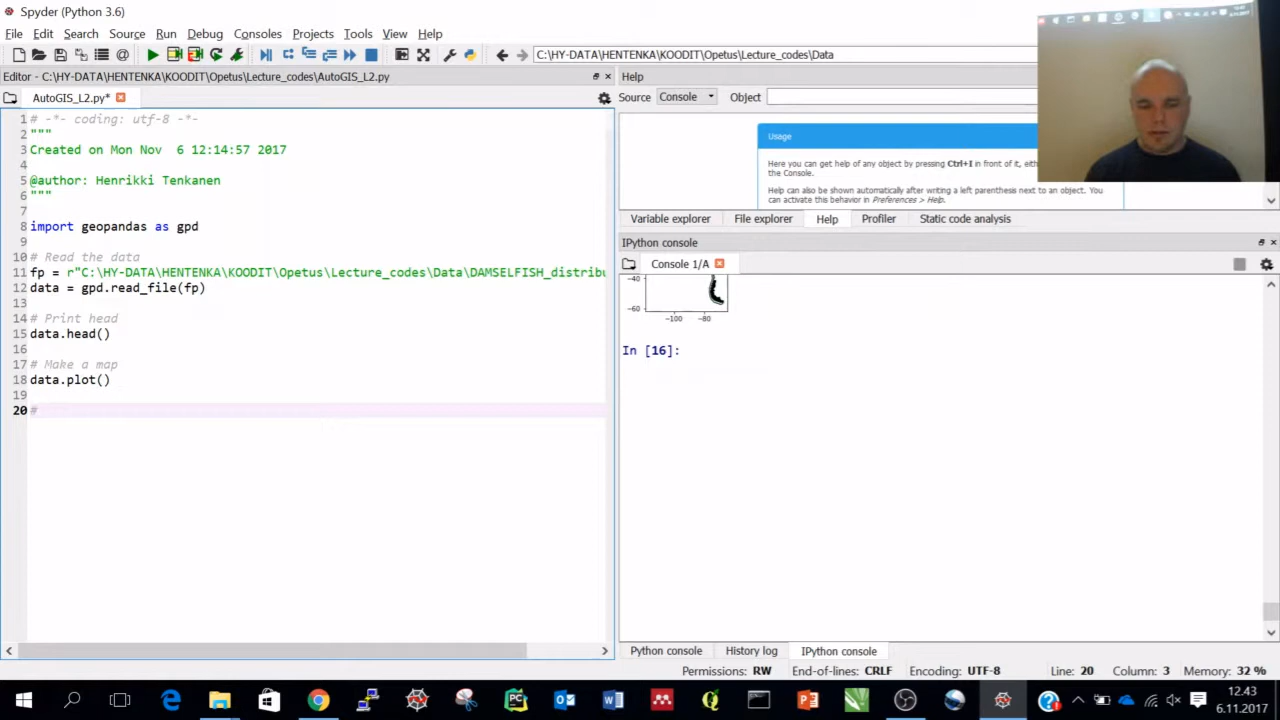 Spyder (Python 3.6)
File Edit Search Source Run Debug Consoles Projects Tools View Help
C:\HY-DATA\HENTENKA\KOODIT\Opetus\Lecture_codes\Data
Editor - C:\HY-DATA\HENTENKA\KOODIT\Opetus\Lecture_codes\AutoGIS_L2.py
AutoGIS_L2.py*
1 # -*- coding: utf-8 -*-
2 """
3 Created on Mon Nov  6 12:14:57 2017
4
5 @author: Henrikki Tenkanen
6 """
7
8 import geopandas as gpd
9
10 # Read the data
11 fp = r"C:\HY-DATA\HENTENKA\KOODIT\Opetus\Lecture_codes\Data\DAMSELFISH_distribu
12 data = gpd.read_file(fp)
13
14 # Print head
15 data.head()
16
17 # Make a map
18 data.plot()
19
20 #
Help
Source Console Object
Usage
Here you can get help of any object by pressing Ctrl+I in front of it, eith
the Console.
Help can also be shown automatically after writing a left parenthesis next to an object. You
can activate this behavior in Preferences > Help.
Variable explorer File explorer Help Profiler Static code analysis
IPython console
Console 1/A
-40
-60
-100 -80
In [16]:
Python console History log IPython console
Permissions: RW End-of-lines: CRLF Encoding: UTF-8 Line: 20 Column: 3 Memory: 32 %
12.43
6.11.2017